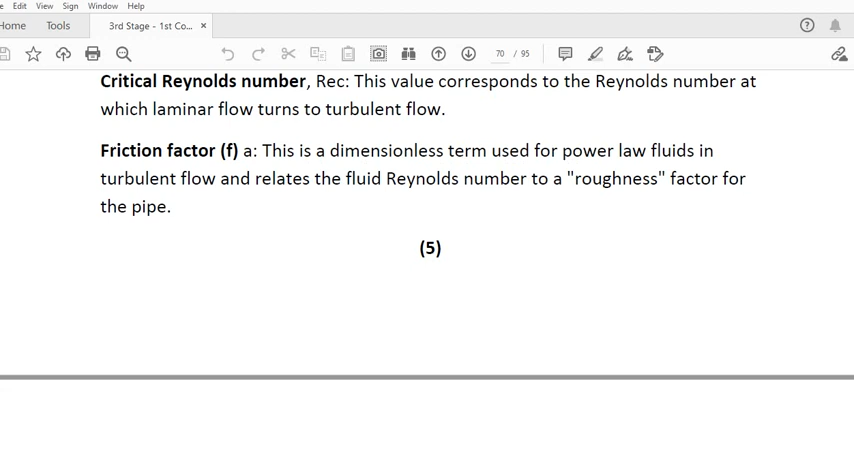 Edit View Sign Window Help
Home Tools 3rd Stage - 1st Co... ×
70 / 95
Critical Reynolds number, Rec: This value corresponds to the Reynolds number at
which laminar flow turns to turbulent flow.
Friction factor (f) a: This is a dimensionless term used for power law fluids in
turbulent flow and relates the fluid Reynolds number to a "roughness" factor for
the pipe.
(5)